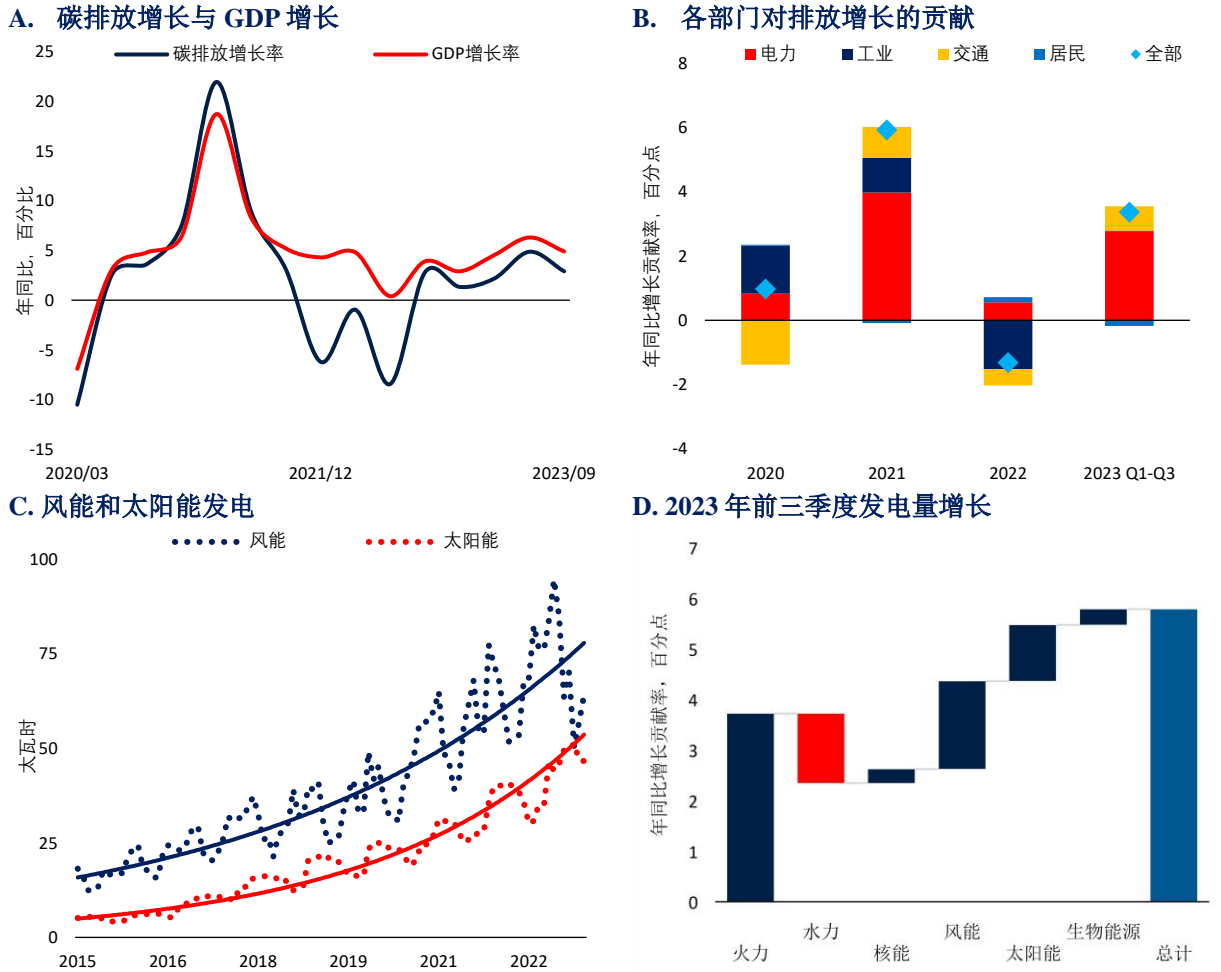 A. 碳排放增长与 GDP 增长
碳排放增长率
GDP增长率
年同比，百分比
25
20
15
10
5
0
-5
-10
-15
2020/03
2021/12
2023/09
B. 各部门对排放增长的贡献
电力
工业
交通
居民
全部
年同比增长贡献率，百分点
8
6
4
2
0
-2
-4
2020
2021
2022
2023 Q1-Q3
C. 风能和太阳能发电
风能
太阳能
太瓦时
100
75
50
25
0
2015
2016
2018
2019
2021
2022
D. 2023 年前三季度发电量增长
年同比增长贡献率，百分点
7
6
5
4
3
2
1
0
火力
水力
核能
风能
太阳能
生物能源
总计